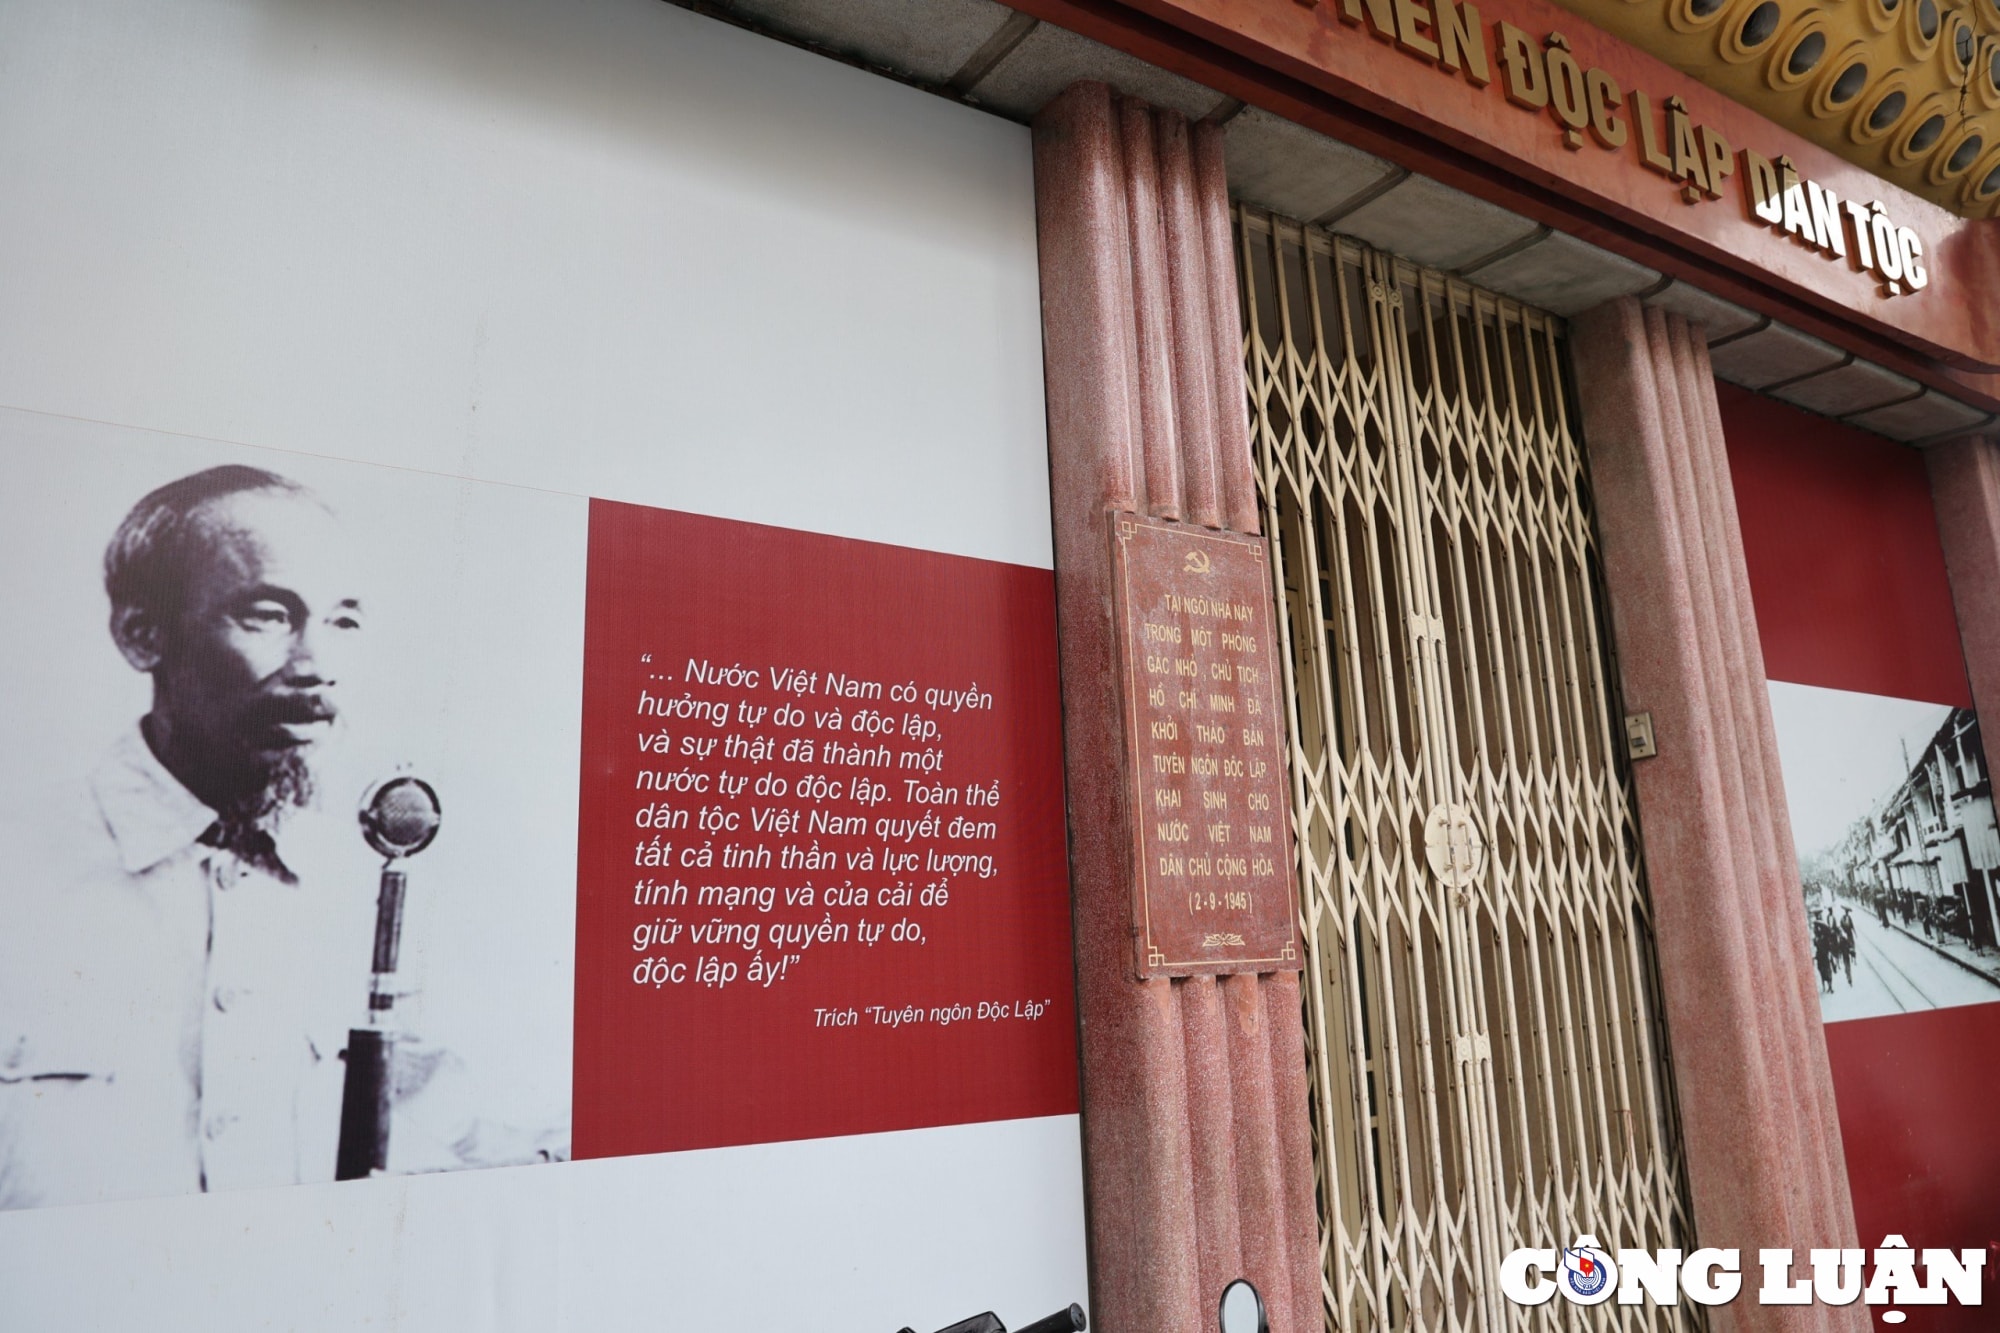 NÊN ĐỘC LẬP DÂN TỘC
“... Nước Việt Nam có quyền
hưởng tự do và độc lập,
và sự thật đã thành một
nước tự do độc lập. Toàn thể
dân tộc Việt Nam quyết đem
tất cả tinh thần và lực lượng,
tính mạng và của cải để
giữ vững quyền tự do,
độc lập ấy!”
Trích “Tuyên ngôn Độc Lập”
TẠI NGÔI NHÀ NÀY
TRONG MỘT PHÒNG
GÁC NHỎ, CHỦ TỊCH
HỒ CHÍ MINH ĐÃ
KHỞI THẢO BẢN
TUYÊN NGÔN ĐỘC LẬP
KHAI SINH CHO
NƯỚC VIỆT NAM
DÂN CHỦ CỘNG HÒA
(2-9-1945)
CÔNG LUẬN